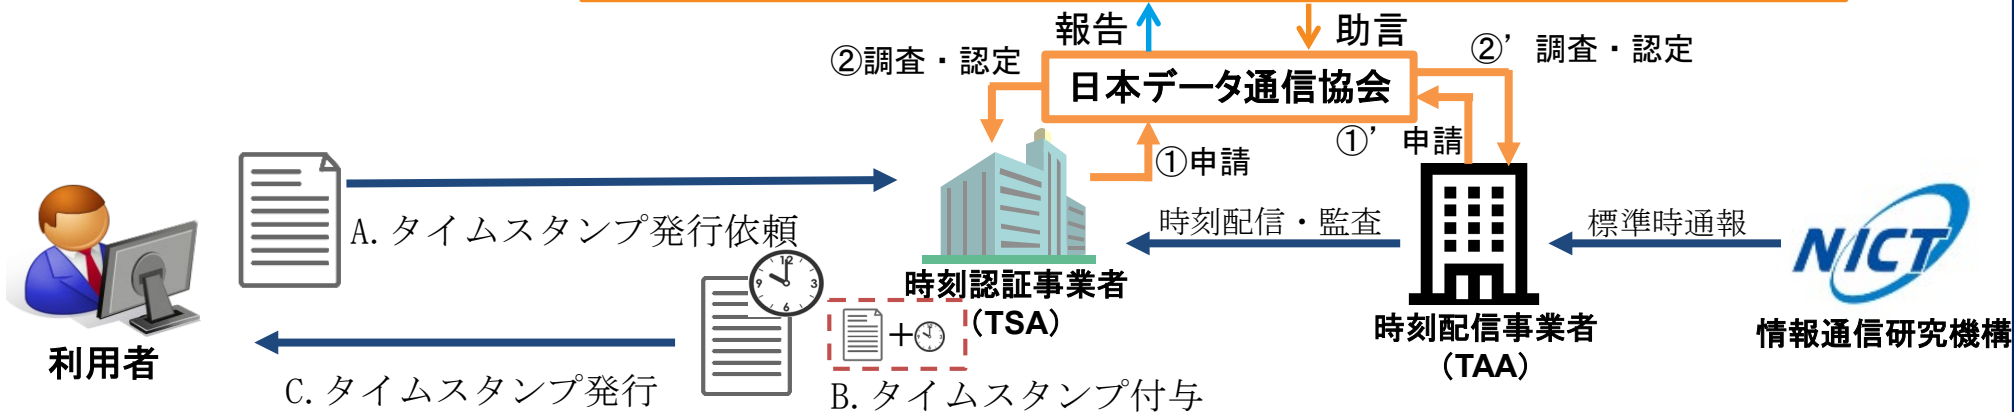 報告
助言
②調査・認定
②’ 調査・認定
日本データ通信協会
①’ 申請
①申請
A.タイムスタンプ発行依頼
時刻配信・監査
標準時通報
NICT
12
9
3
6
時刻認証事業者
(TSA)
+
時刻配信事業者
(TAA)
情報通信研究機構
利用者
C.タイムスタンプ発行
B.タイムスタンプ付与